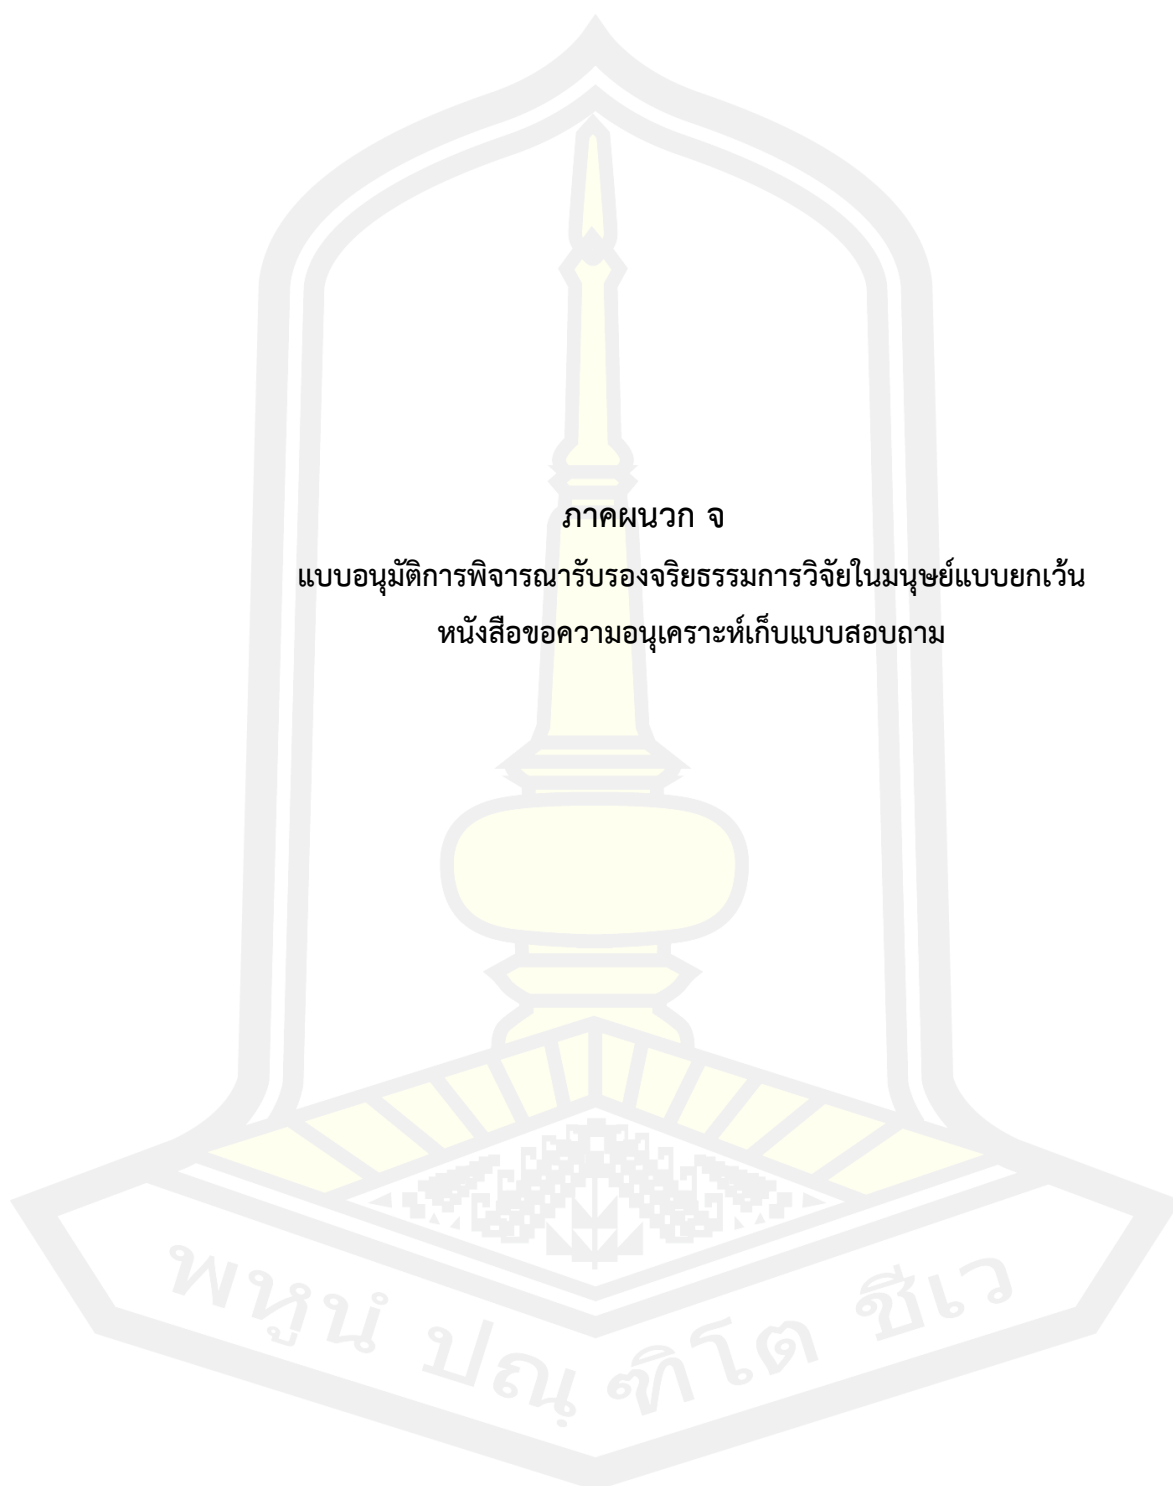 ภาคผนวก จ
แบบอนุมัติการพิจารณารับรองจริยธรรมการวิจัยในมนุษย์แบบยกเว้น
หนังสือขอความอนุเคราะห์เก็บแบบสอบถาม
พหูนํ ปณฺฑิโต ชีเว